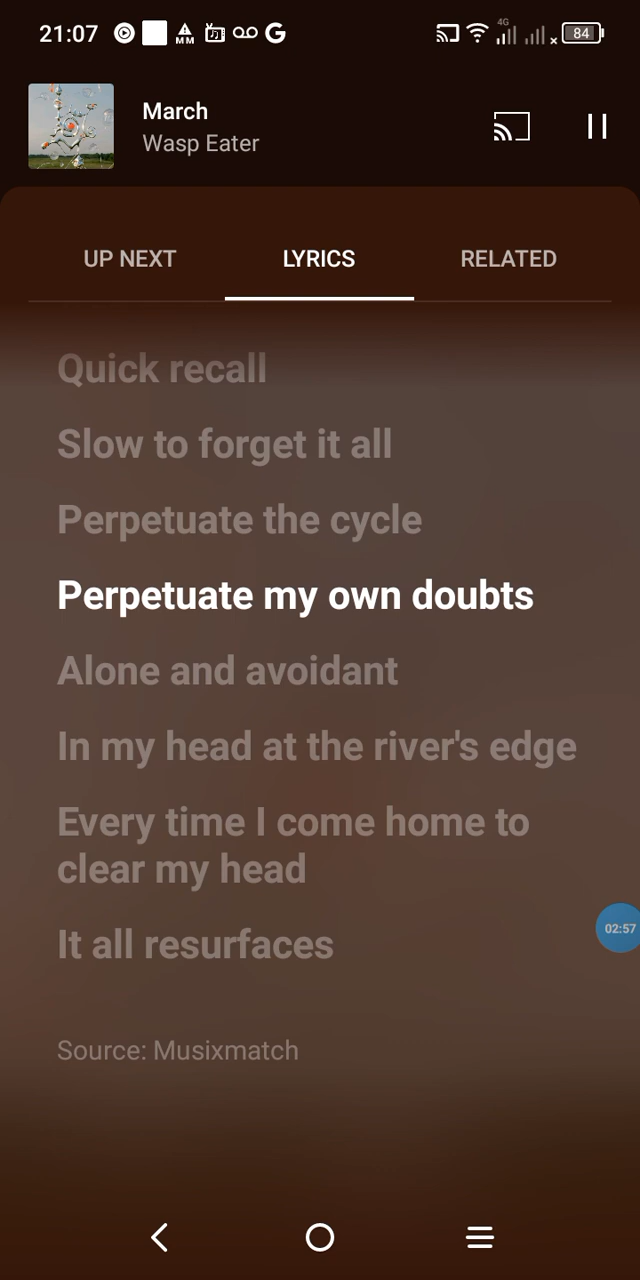 21:07
MM
4G
84
March
Wasp Eater
UP NEXT
LYRICS
RELATED
Quick recall
Slow to forget it all
Perpetuate the cycle
Perpetuate my own doubts
Alone and avoidant
In my head at the river's edge
Every time I come home to
clear my head
It all resurfaces
02:57
Source: Musixmatch